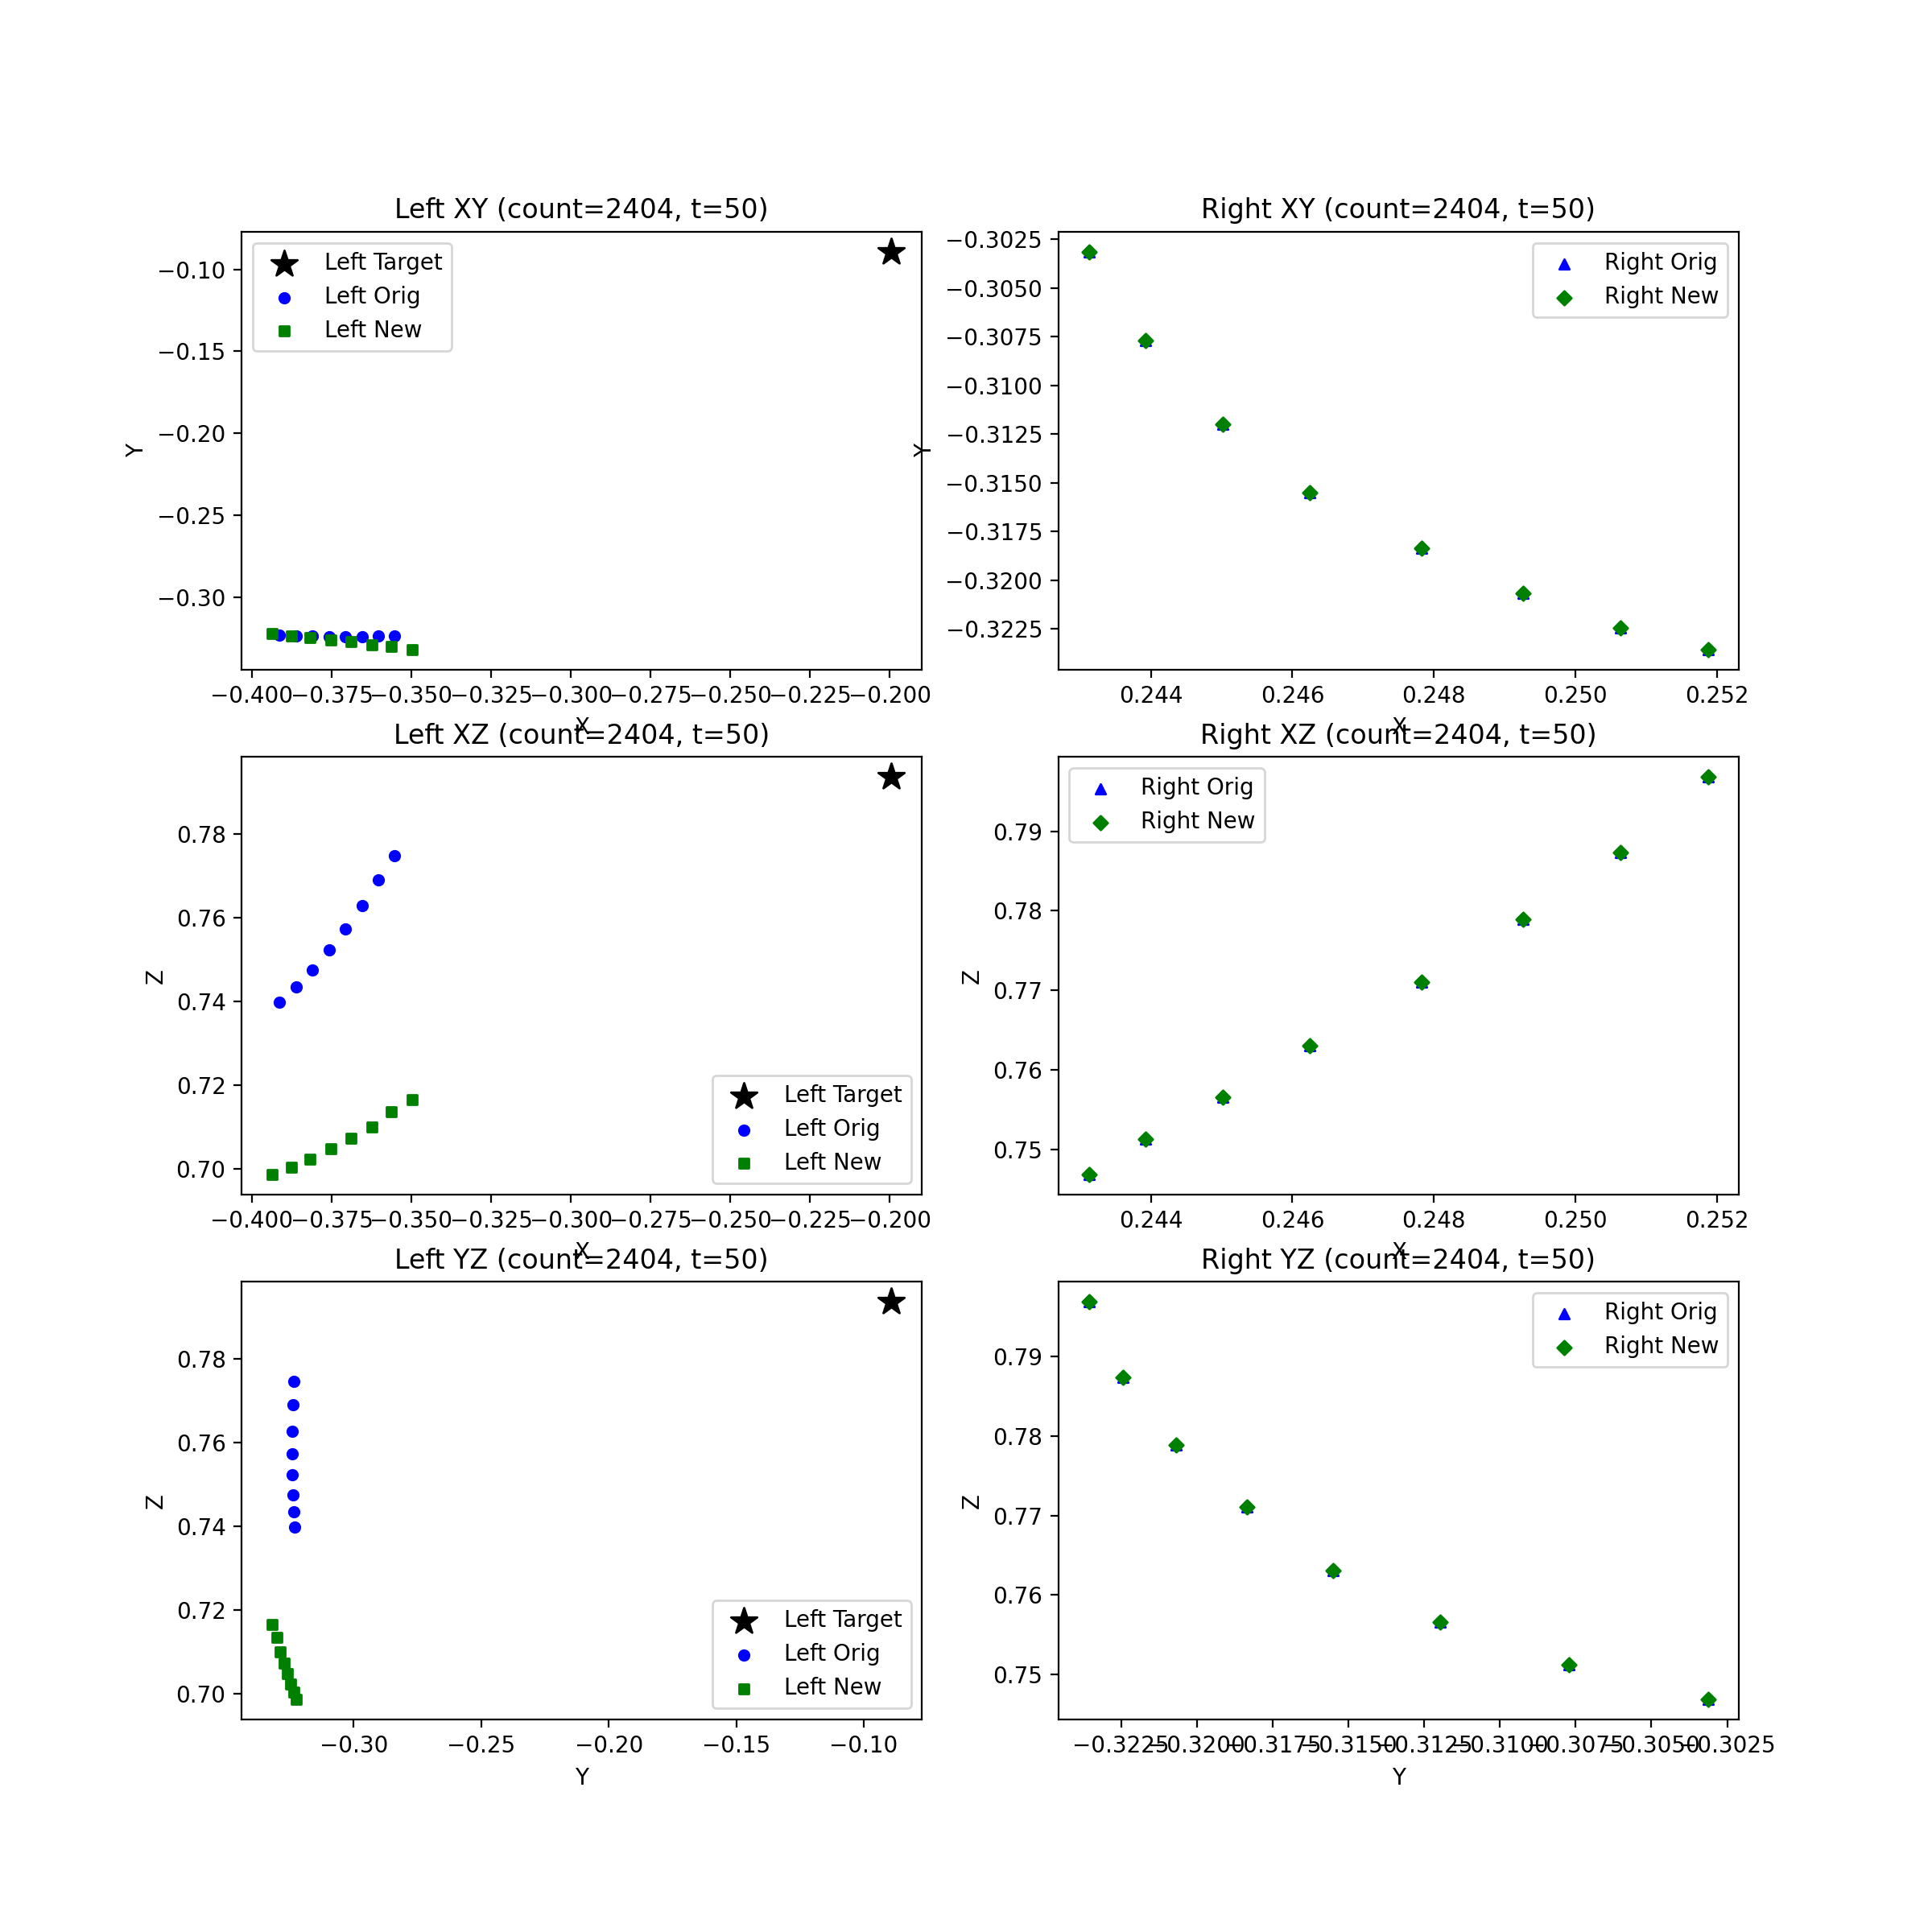 Left XY (count=2404, t=50)
Left Target
Left Orig
Left New
−0.10
−0.15
−0.20
−0.25
−0.30
Y
−0.400 −0.375 −0.350 −0.325 −0.300 −0.275 −0.250 −0.225 −0.200
X
Right XY (count=2404, t=50)
Right Orig
Right New
−0.3025
−0.3050
−0.3075
−0.3100
−0.3125
−0.3150
−0.3175
−0.3200
−0.3225
Y
0.244 0.246 0.248 0.250 0.252
X
Left XZ (count=2404, t=50)
0.78
0.76
0.74
0.72
0.70
Z
Left Target
Left Orig
Left New
−0.400 −0.375 −0.350 −0.325 −0.300 −0.275 −0.250 −0.225 −0.200
X
Right XZ (count=2404, t=50)
Right Orig
Right New
0.79
0.78
0.77
0.76
0.75
Z
0.244 0.246 0.248 0.250 0.252
X
Left YZ (count=2404, t=50)
0.78
0.76
0.74
0.72
0.70
Z
Left Target
Left Orig
Left New
−0.30 −0.25 −0.20 −0.15 −0.10
Y
Right YZ (count=2404, t=50)
Right Orig
Right New
0.79
0.78
0.77
0.76
0.75
Z
−0.3225 −0.3200 −0.3175 −0.3150 −0.3125 −0.3100 −0.3075 −0.3050 −0.3025
Y